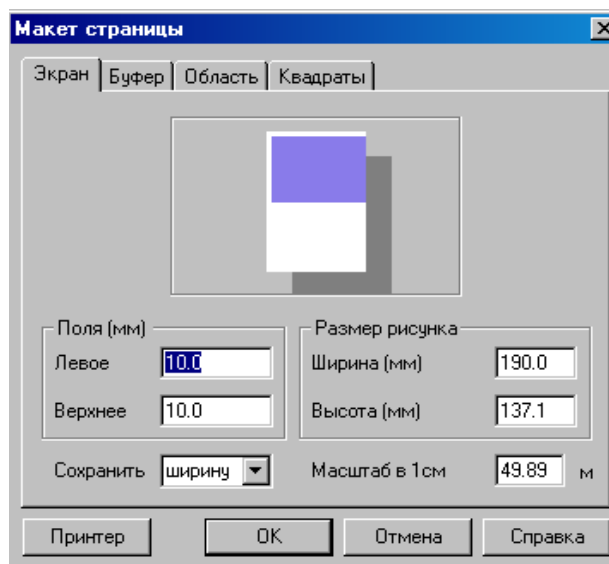 Макет страницы
Экран Буфер Область Квадраты
Поля (мм)
Левое 10.0
Верхнее 10.0
Размер рисунка
Ширина (мм) 190.0
Высота (мм) 137.1
Сохранить ширину
Масштаб в 1см 49.89 м
Принтер ОК Отмена Справка